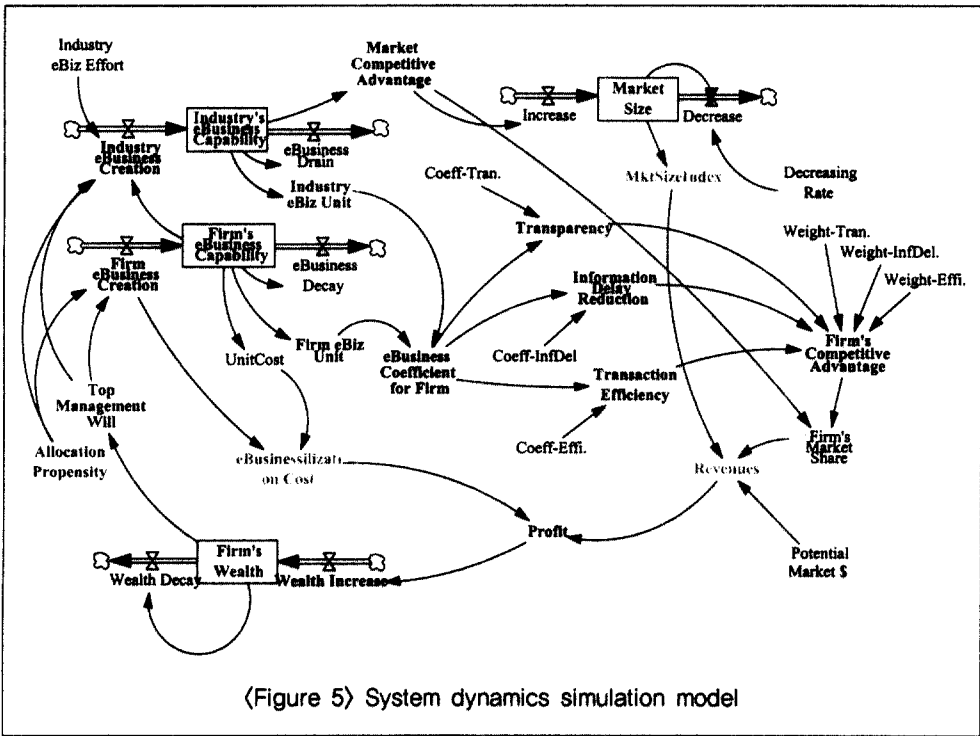 Industry
eBiz Effort
Market
Competitive
Advantage
Market
Size
Increase
Decrease
Industry's
eBusiness
Capability
Industry
eBusiness
Creation
eBusiness
Drain
Industry
eBiz Unit
Coeff-Tran.
MktSizeIndex
Decreasing
Rate
Firm's
eBusiness
Capability
Firm
eBusiness
Creation
eBusiness
Decay
Transparency
Weight-Tran.
Weight-InfDel.
Weight-Effi.
Information
Delay
Reduction
UnitCost
Firm eBiz
Unit
eBusiness
Coefficient
for Firm
Coeff-InfDel
Transaction
Efficiency
Firm's
Competitive
Advantage
Top
Management
Will
Allocation
Propensity
eBusinessilizati
on Cost
Coeff-Effi.
Revenues
Firm's
Market
Share
Profit
Potential
Market $
Firm's
Wealth
Wealth Decay
Wealth Increase
〈Figure 5〉 System dynamics simulation model